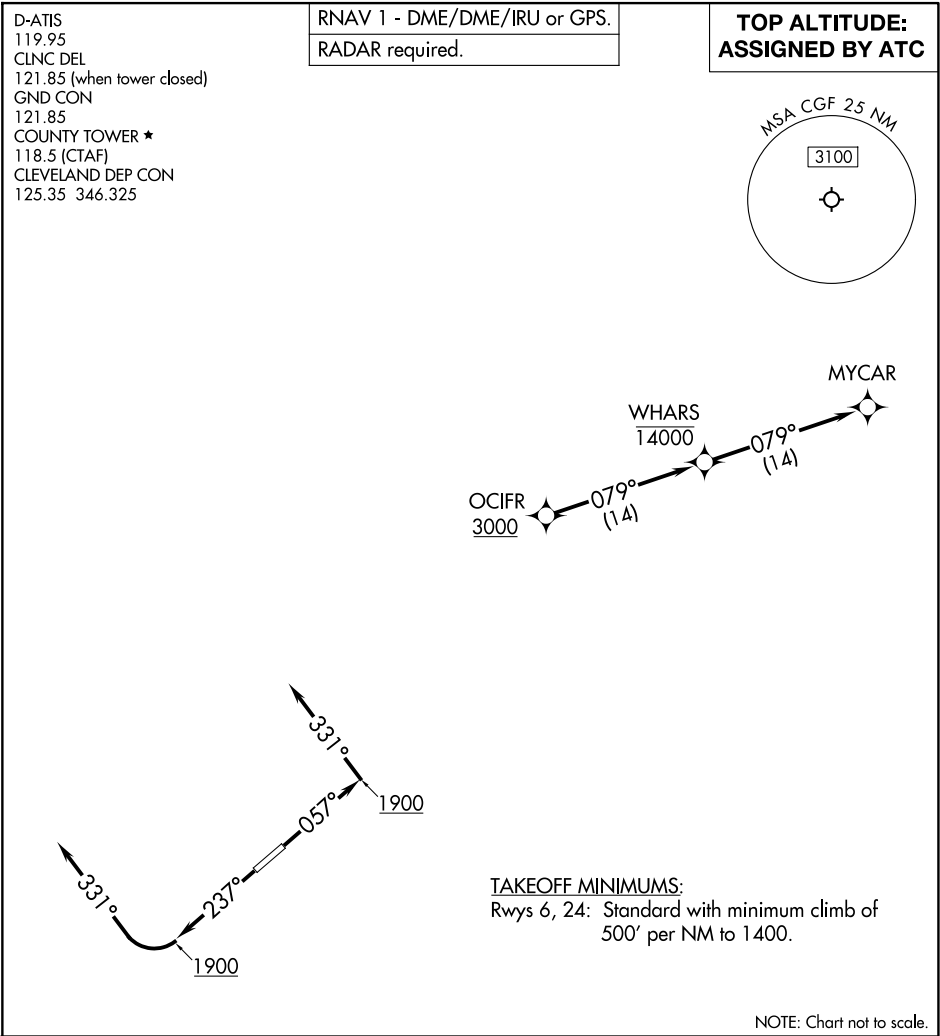 D-ATIS
119.95
CLNC DEL
121.85 (when tower closed)
GND CON
121.85
COUNTY TOWER ★
118.5 (CTAF)
CLEVELAND DEP CON
125.35 346.325
RNAV 1 - DME/DME/IRU or GPS.
RADAR required.
TOP ALTITUDE:
ASSIGNED BY ATC
MSA CGF 25 NM
3100
MYCAR
WHARS
14000
079°
(14)
OCIFR
3000
079°
(14)
331°
1900
057°
237°
331°
1900
TAKEOFF MINIMUMS:
Rwys 6, 24: Standard with minimum climb of
500' per NM to 1400.
NOTE: Chart not to scale.